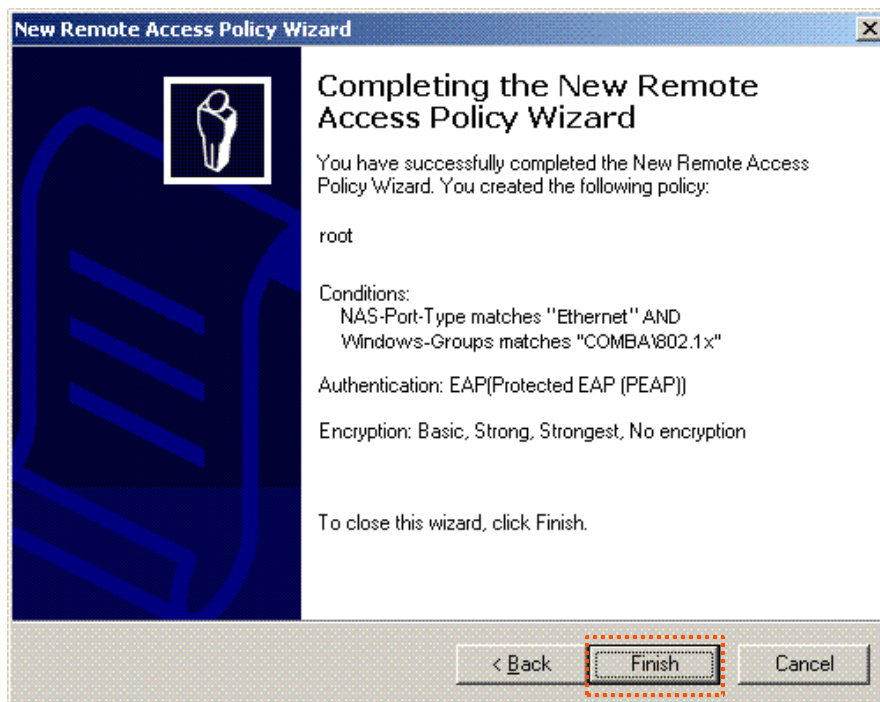 New Remote Access Policy Wizard
Completing the New Remote
Access Policy Wizard
You have successfully completed the New Remote Access
Policy Wizard. You created the following policy:
root
Conditions:
NAS-Port-Type matches "Ethernet" AND
Windows-Groups matches "COMBA\802.1x"
Authentication: EAP(Protected EAP (PEAP))
Encryption: Basic, Strong, Strongest, No encryption
To close this wizard, click Finish.
< Back Finish Cancel